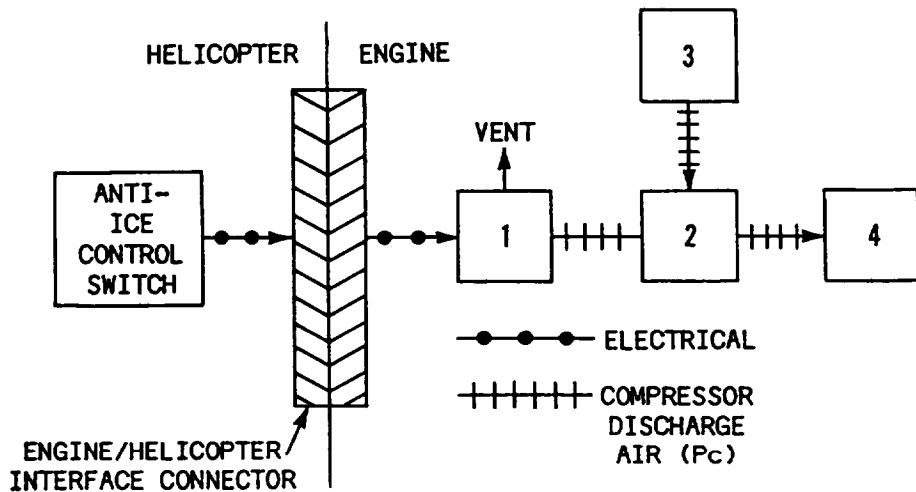 HELICOPTER
ENGINE
3
VENT
ANTI-
ICE
CONTROL
SWITCH
1
2
4
ELECTRICAL
COMPRESSOR
DISCHARGE
AIR (Pc)
ENGINE/HELICOPTER
INTERFACE CONNECTOR